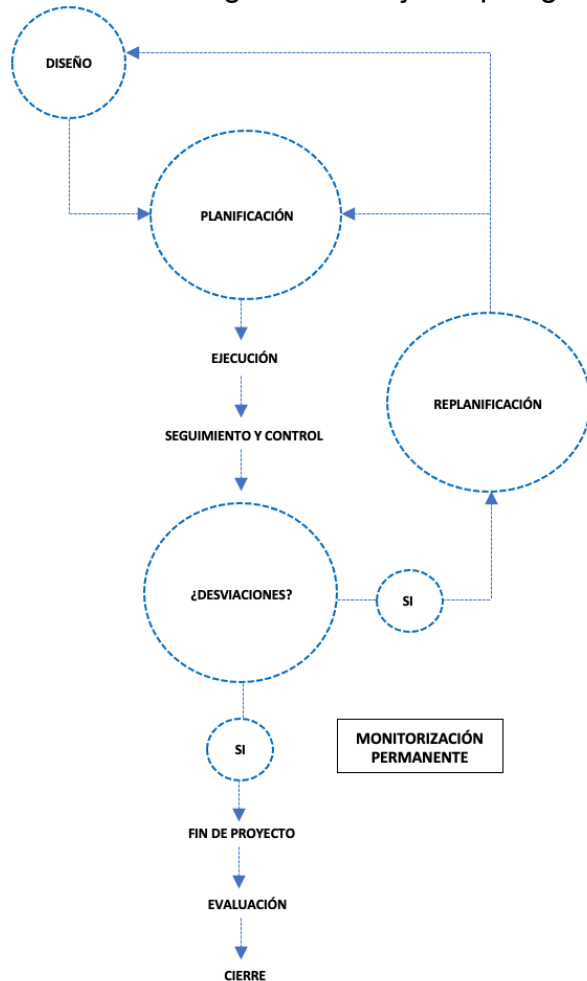 DISEÑO
PLANIFICACIÓN
EJECUCIÓN
REPLANIFICACIÓN
SEGUIMIENTO Y CONTROL
¿DESVIACIONES?
SI
SI
MONITORIZACIÓN
PERMANENTE
FIN DE PROYECTO
EVALUACIÓN
CIERRE